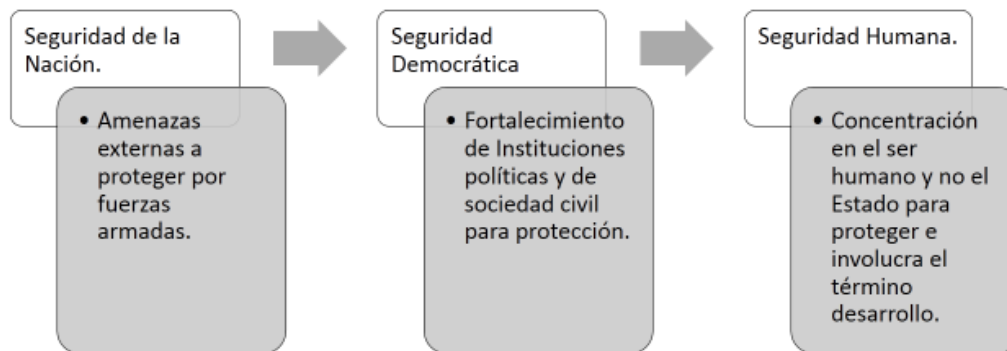 Seguridad de la
Nación.
• Amenazas
externas a
proteger por
fuerzas
armadas.
Seguridad
Democrática
• Fortalecimiento
de Instituciones
políticas y de
sociedad civil
para protección.
Seguridad Humana.
• Concentración
en el ser
humano y no el
Estado para
proteger e
involucra el
término
desarrollo.